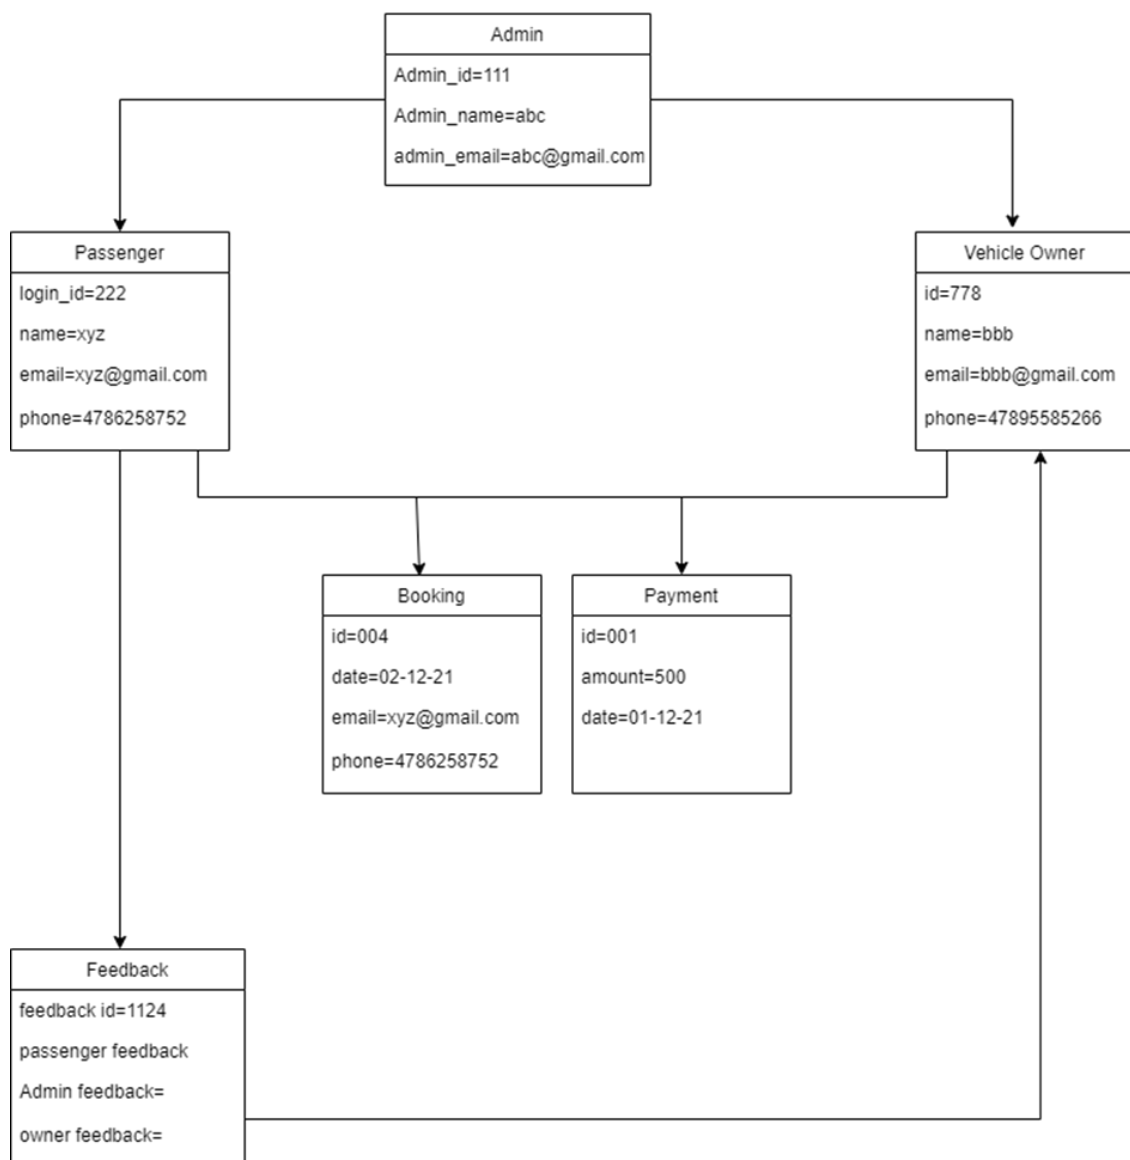 Admin
Admin_id=111
Admin_name=abc
admin_email=abc@gmail.com
Passenger
login_id=222
name=xyz
email=xyz@gmail.com
phone=4786258752
Vehicle Owner
id=778
name=bbb
email=bbb@gmail.com
phone=47895585266
Booking
id=004
date=02-12-21
email=xyz@gmail.com
phone=4786258752
Payment
id=001
amount=500
date=01-12-21
Feedback
feedback id=1124
passenger feedback
Admin feedback=
owner feedback=